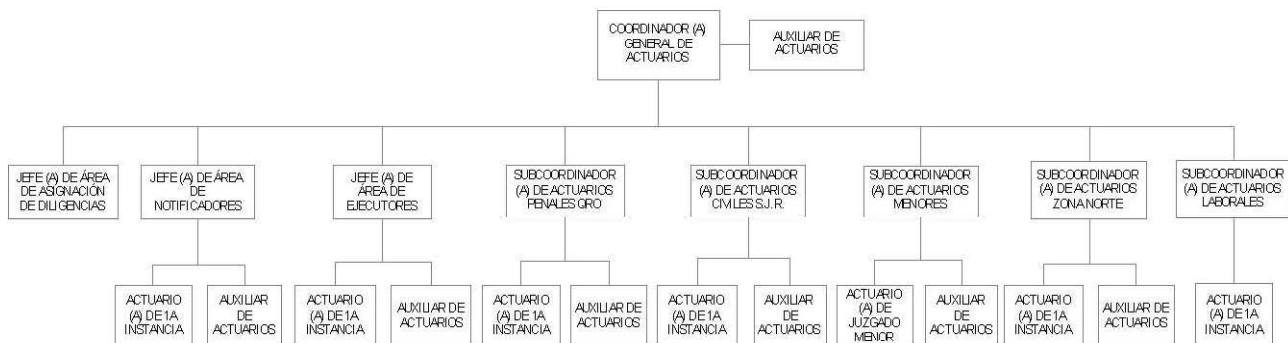 COORDINADOR (A)
GENERAL DE
ACTUARIOS
AUXILIAR DE
ACTUARIOS
JEFE (A) DE ÁREA
DE ASIGNACIÓN
DE DILIGENCIAS
JEFE (A) DE ÁREA
DE
NOTIFICADORES
JEFE (A) DE
ÁREA DE
EJECUTORES
SUBCOORDINADOR
(A) DE ACTUARIOS
PENALES QRO
SUBCOORDINADOR
(A) DE ACTUARIOS
CIVILES S.J.R.
SUBCOORDINADOR
(A) DE ACTUARIOS
MENORES
SUBCOORDINADOR
(A) DE ACTUARIOS
ZONA NORTE
SUBCOORDINADOR
(A) DE ACTUARIOS
LABORALES
ACTUARIO
(A) DE 1A
INSTANCIA
AUXILIAR
DE
ACTUARIOS
ACTUARIO
(A) DE 1A
INSTANCIA
AUXILIAR DE
ACTUARIOS
ACTUARIO
(A) DE 1A
INSTANCIA
AUXILIAR DE
ACTUARIOS
ACTUARIO
(A) DE 1A
INSTANCIA
AUXILIAR
DE
ACTUARIOS
ACTUARIO
(A) DE
JUZGADO
MENOR
AUXILIAR
DE
ACTUARIOS
ACTUARIO
(A) DE 1A
INSTANCIA
AUXILIAR DE
ACTUARIOS
ACTUARIO
(A) DE 1A
INSTANCIA